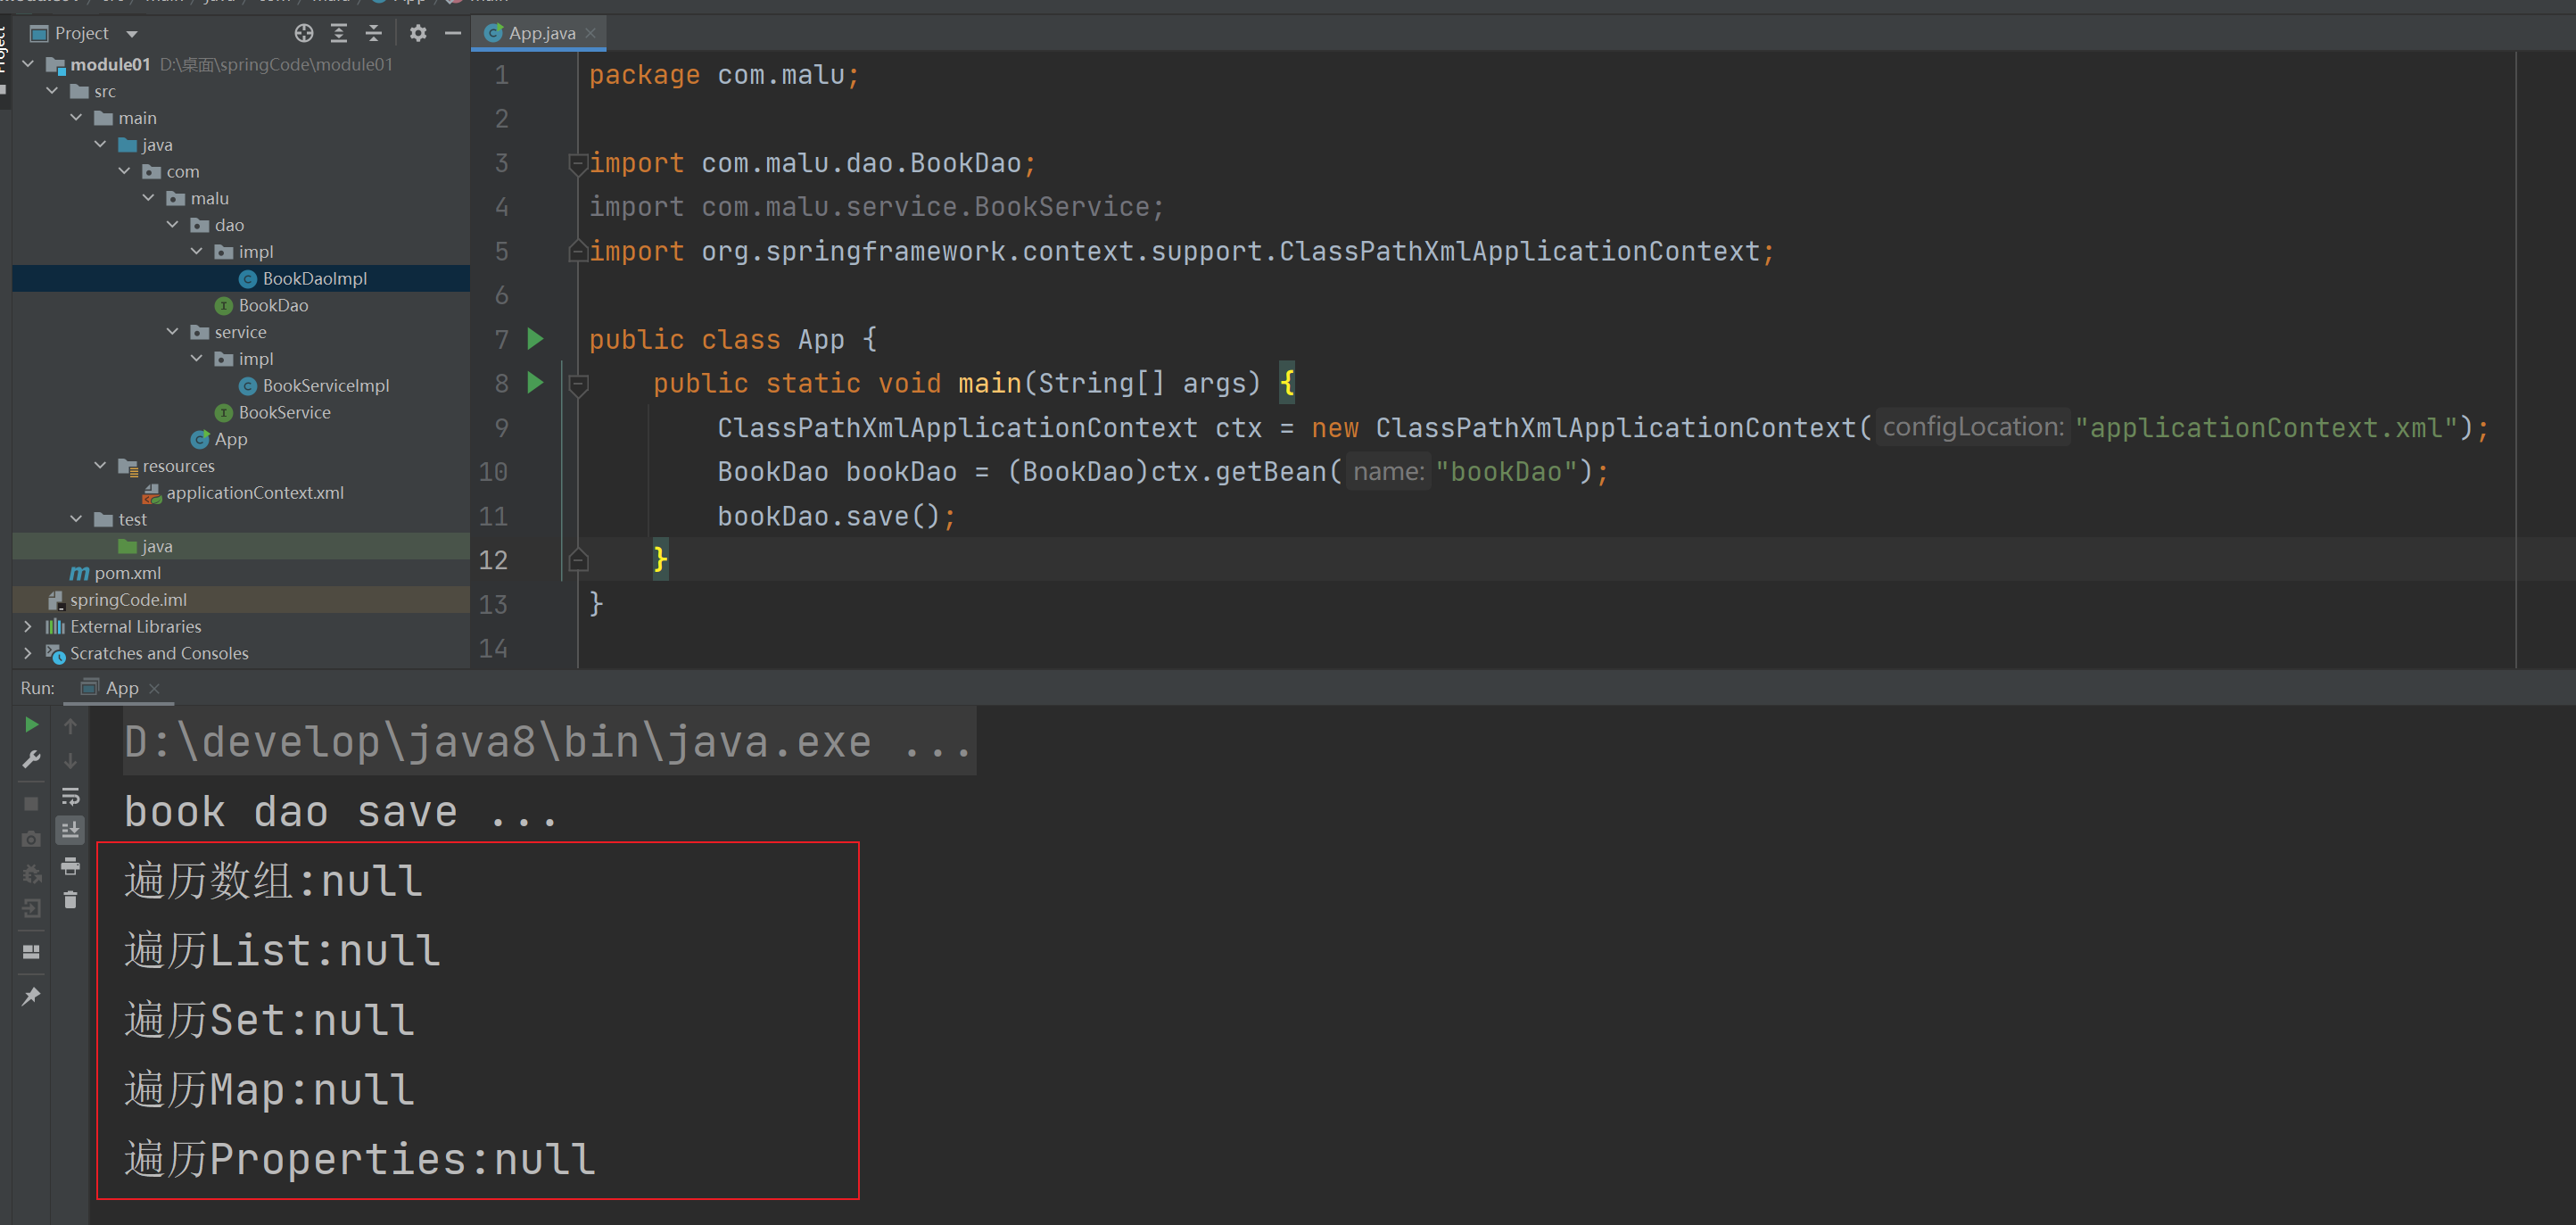 Project
module01 D:\桌面\springCode\module01
src
main
java
com
malu
dao
impl
BookDaoImpl
BookDao
service
impl
BookServiceImpl
BookService
App
resources
applicationContext.xml
test
java
pom.xml
springCode.iml
External Libraries
Scratches and Consoles
App.java
1 package com.malu;
2
3 import com.malu.dao.BookDao;
4 import com.malu.service.BookService;
5 import org.springframework.context.support.ClassPathXmlApplicationContext;
6
7 public class App {
8 public static void main(String[] args) {
9 ClassPathXmlApplicationContext ctx = new ClassPathXmlApplicationContext( configLocation: "applicationContext.xml");
10 BookDao bookDao = (BookDao)ctx.getBean( name: "bookDao");
11 bookDao.save();
12 }
13 }
14
Run: App
D:\develop\java8\bin\java.exe ...
book dao save ...
遍历数组:null
遍历List:null
遍历Set:null
遍历Map:null
遍历Properties:null